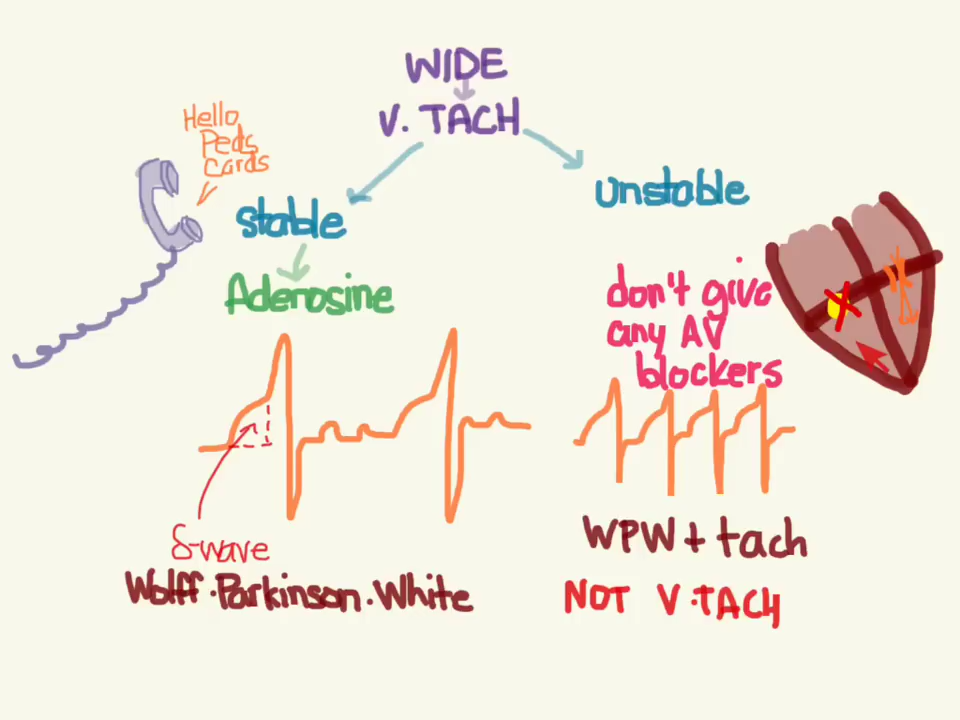 WIDE
V. TACH
Hello
Peds
Cards
stable
unstable
Adenosine
don't give
any AV
blockers
δ-wave
Wolff·Parkinson·White
WPW + tach
NOT V·TACH